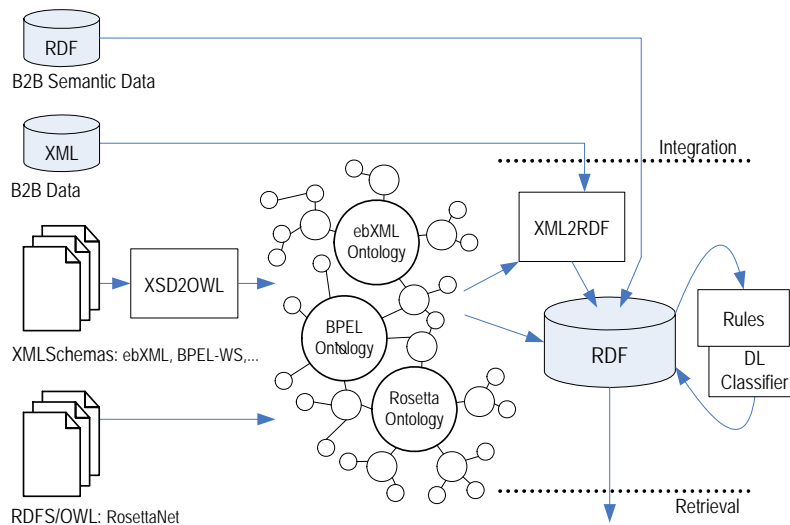 RDF
B2B Semantic Data
XML
B2B Data
Integration
ebXML
Ontology
XML2RDF
XSD2OWL
BPEL
Ontology
Rules
DL
Classifier
RDF
XMLSchemas: ebXML, BPEL-WS,...
Rosetta
Ontology
RDFS/OWL: RosettaNet
Retrieval